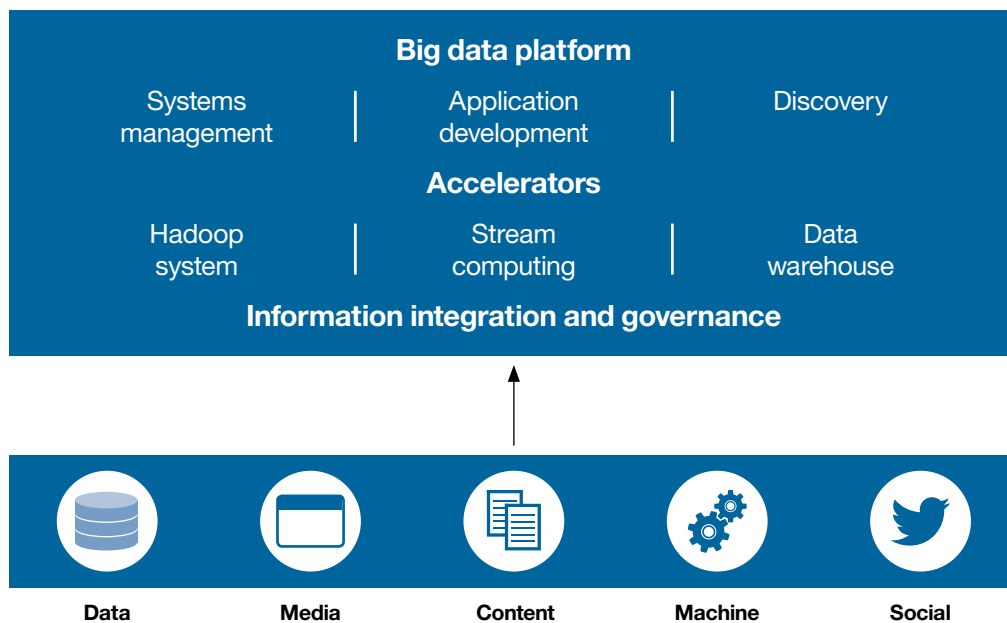 Big data platform
Systems
management
Application
development
Discovery
Accelerators
Hadoop
system
Stream
computing
Data
warehouse
Information integration and governance
Data
Media
Content
Machine
Social